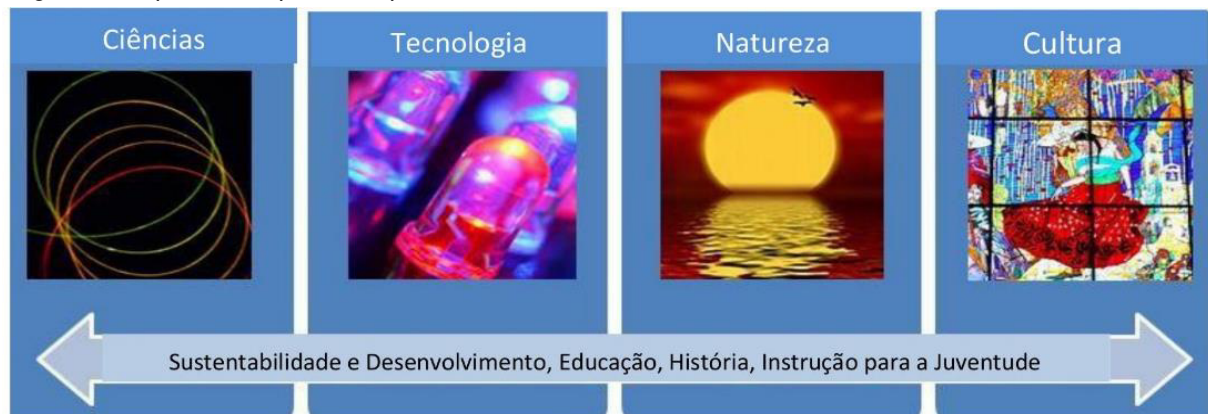 Ciências
Tecnologia
Natureza
Cultura
Sustentabilidade e Desenvolvimento, Educação, História, Instrução para a Juventude